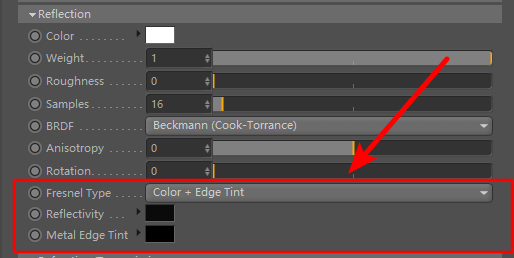 Reflection
Color
Weight 1
Roughness 0
Samples 16
BRDF Beckmann (Cook-Torrance)
Anisotropy 0
Rotation 0
Fresnel Type Color + Edge Tint
Reflectivity
Metal Edge Tint